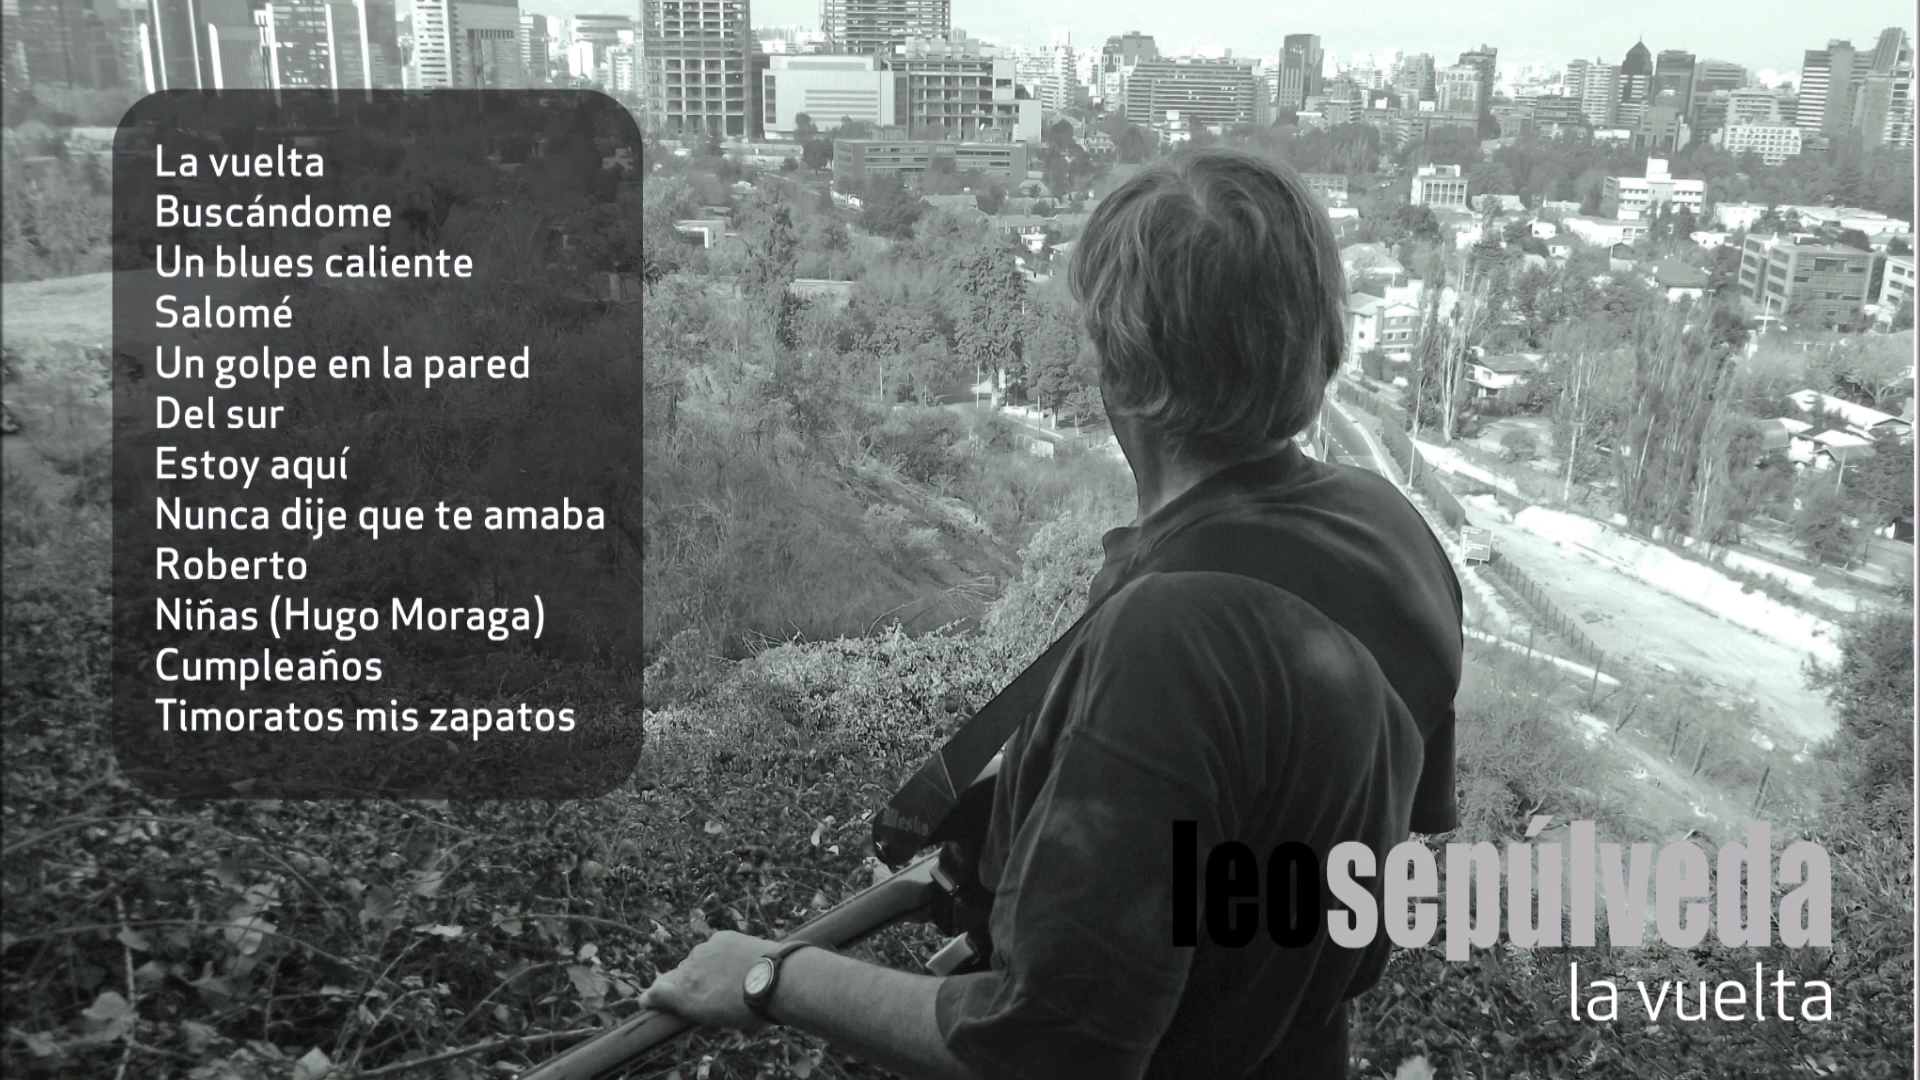 La vuelta
Buscándome
Un blues caliente
Salomé
Un golpe en la pared
Del sur
Estoy aquí
Nunca dije que te amaba
Roberto
Niñas (Hugo Moraga)
Cumpleaños
Timoratos mis zapatos
Mesko
leosepúlveda
la vuelta